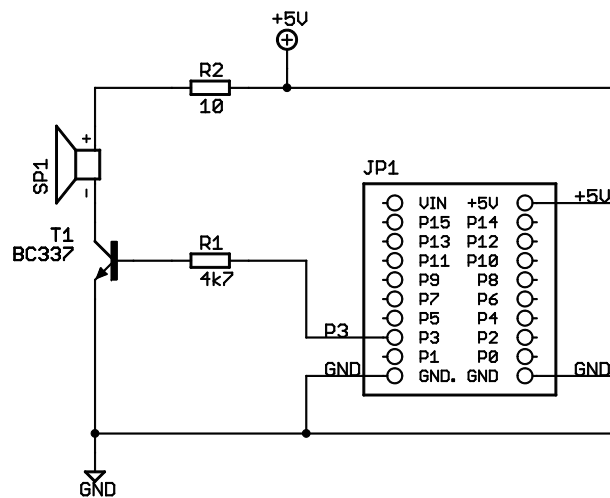 +5V
R2
10
+
SP1
-
JP1
VIN +5V
+5V
P15 P14
T1
R1
P13 P12
BC337
P11 P10
4k7
P9 P8
P7 P6
P5 P4
P3
P3 P2
P1 P0
GND
GND. GND
GND
GND